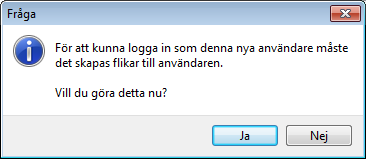 Fråga
För att kunna logga in som denna nya användare måste
det skapas flikar till användaren.
Vill du göra detta nu?
Ja
Nej